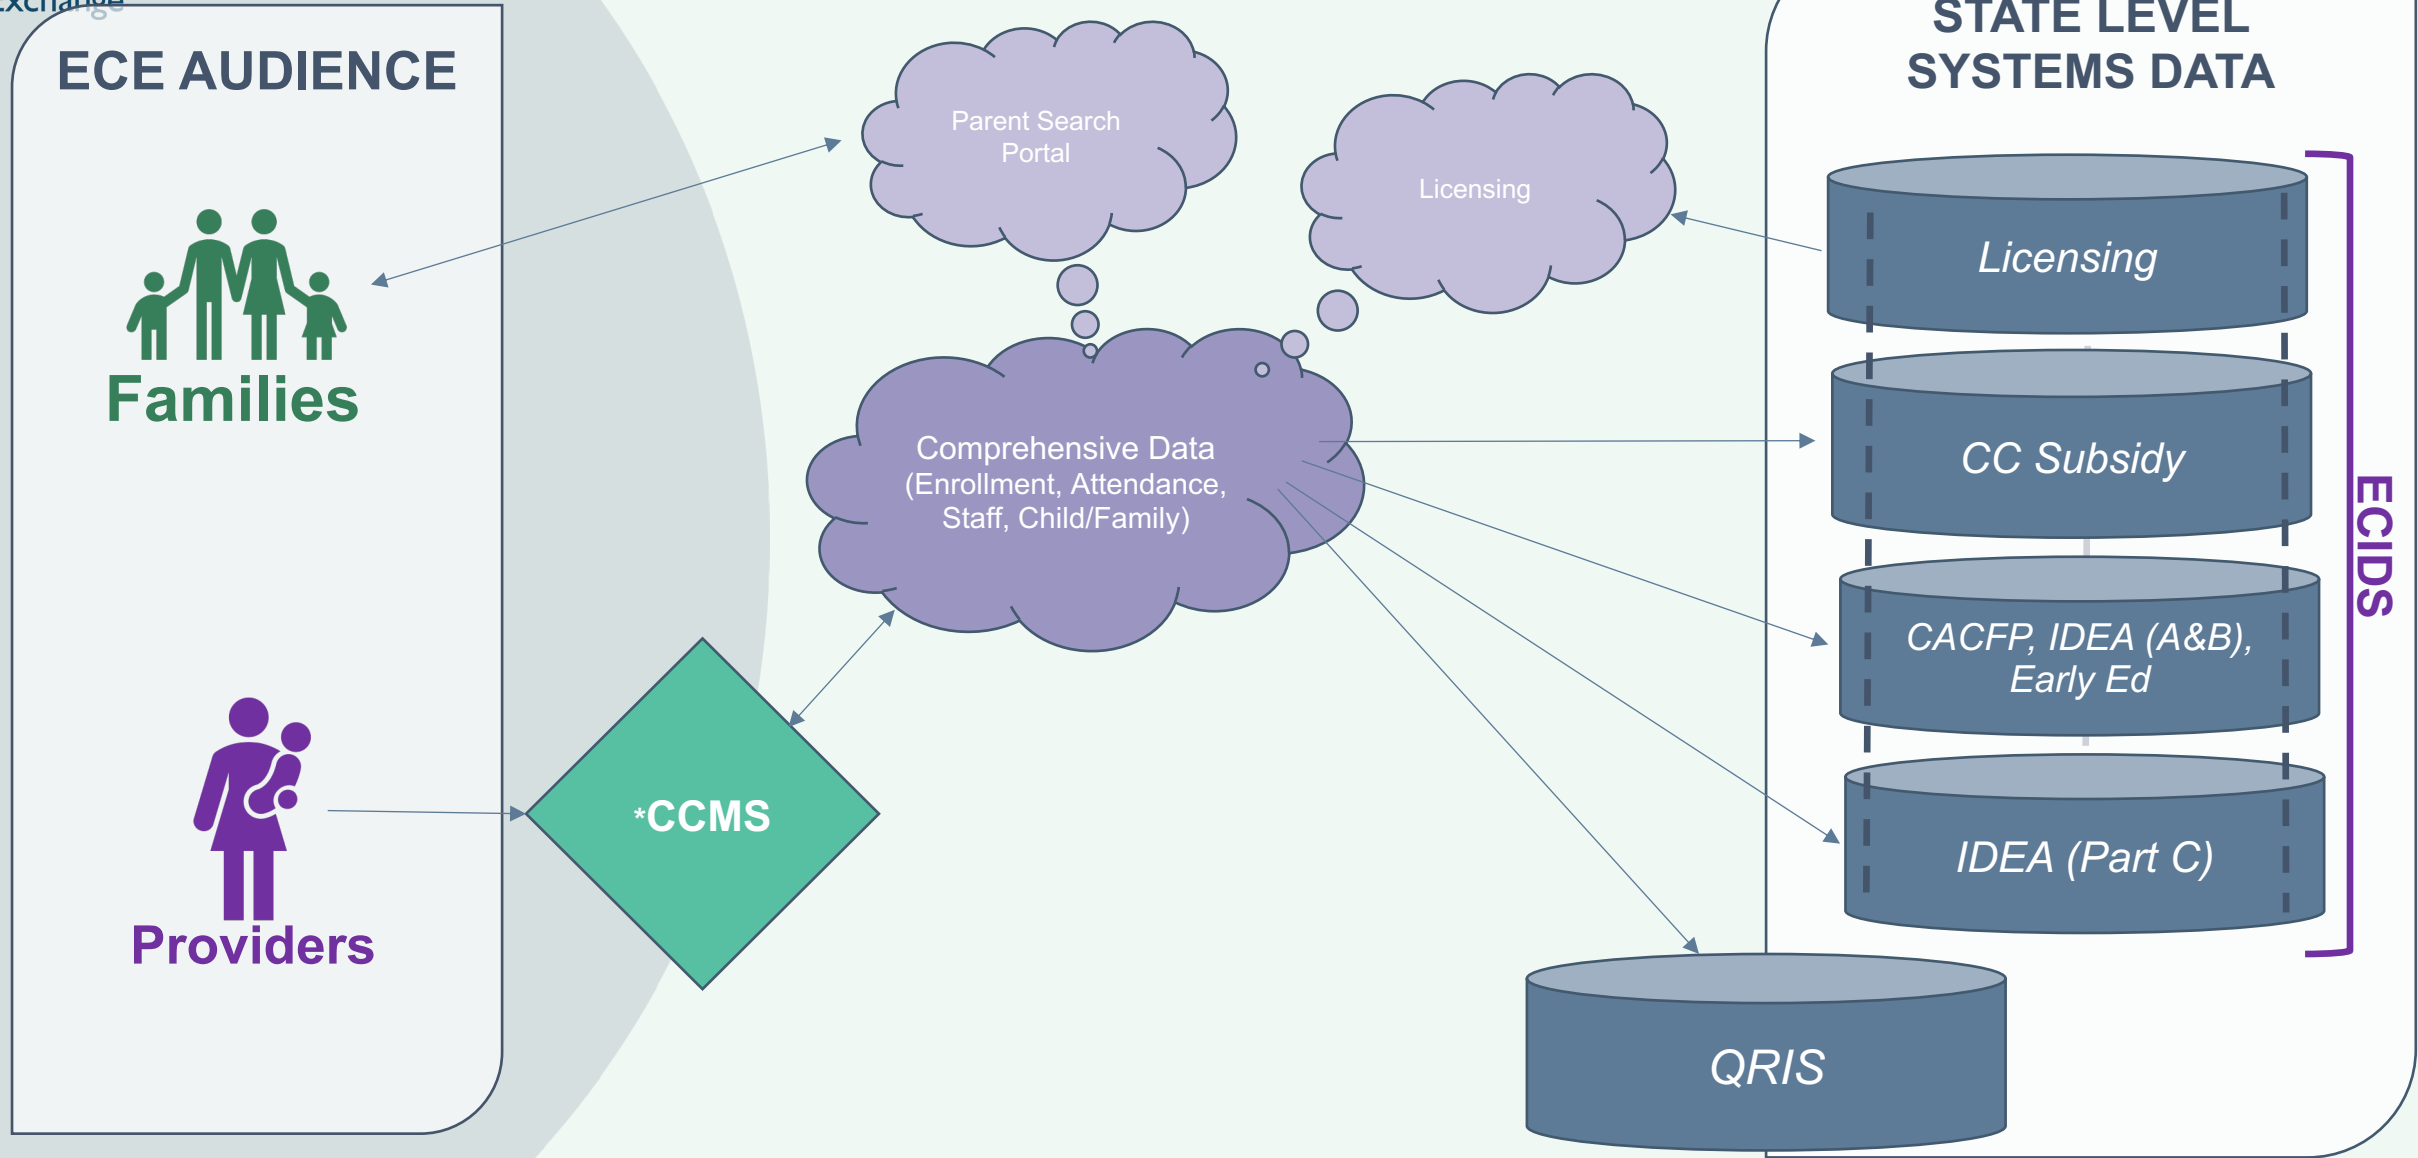 ECE AUDIENCE
Families
Providers
Parent Search
Portal
Licensing
Comprehensive Data
(Enrollment, Attendance,
Staff, Child/Family)
*CCMS
STATE LEVEL
SYSTEMS DATA
Licensing
CC Subsidy
CACFP, IDEA (A&B),
Early Ed
IDEA (Part C)
QRIS
ECIDS